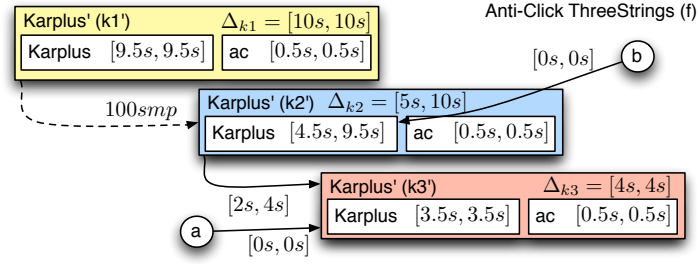 Anti-Click ThreeStrings (f)
Karplus' (k1') Δk1 = [10s, 10s]
Karplus [9.5s, 9.5s] ac [0.5s, 0.5s]
[0s, 0s] b
100smp
Karplus' (k2') Δk2 = [5s, 10s]
Karplus [4.5s, 9.5s] ac [0.5s, 0.5s]
Karplus' (k3') Δk3 = [4s, 4s]
[2s, 4s]
Karplus [3.5s, 3.5s] ac [0.5s, 0.5s]
a
[0s, 0s]